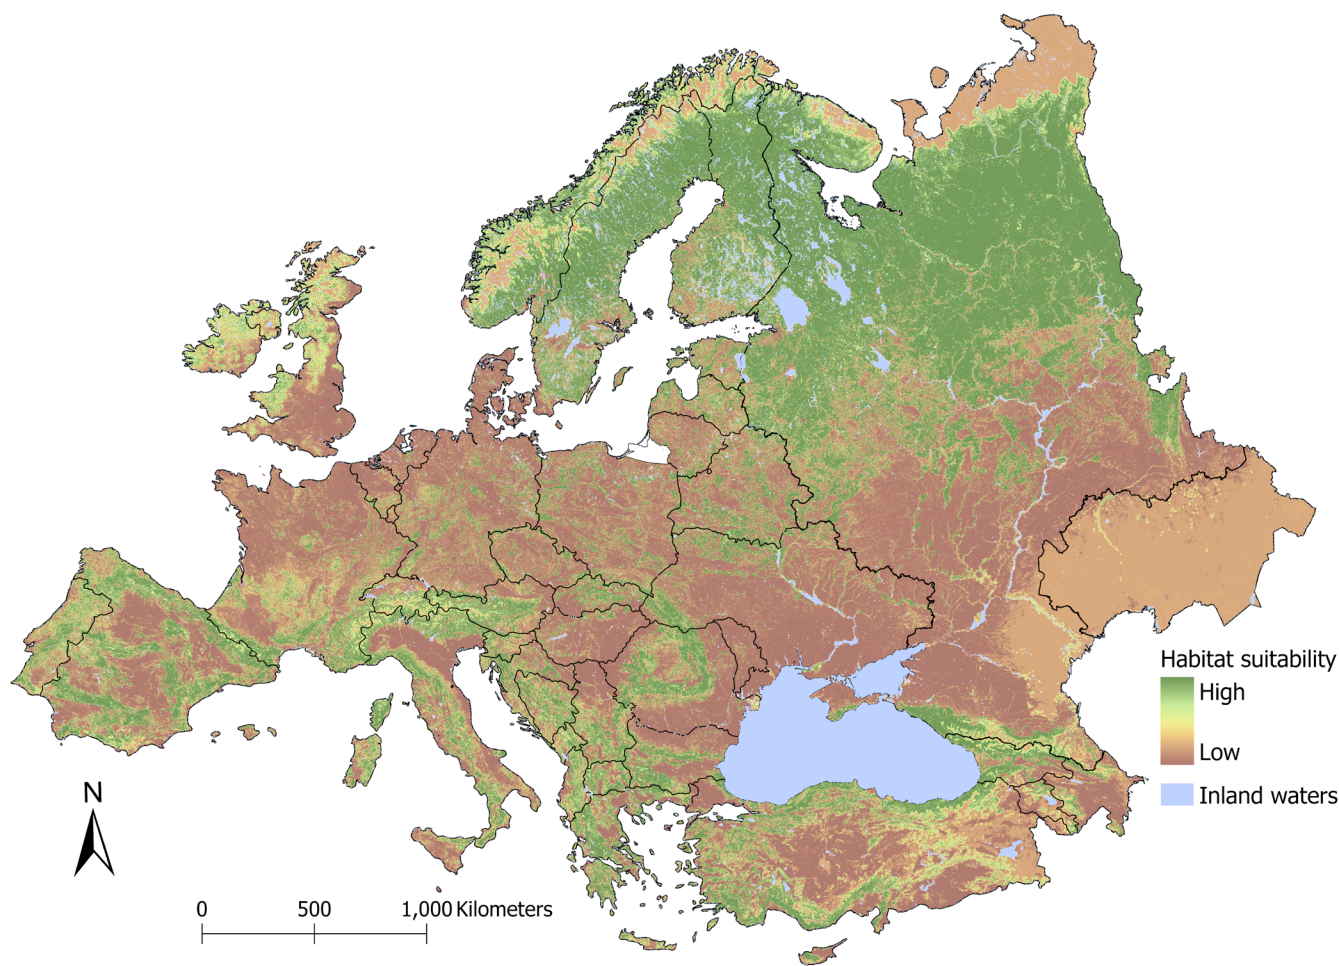 Habitat suitability
High
Low
Inland waters
N
0 500 1,000 Kilometers